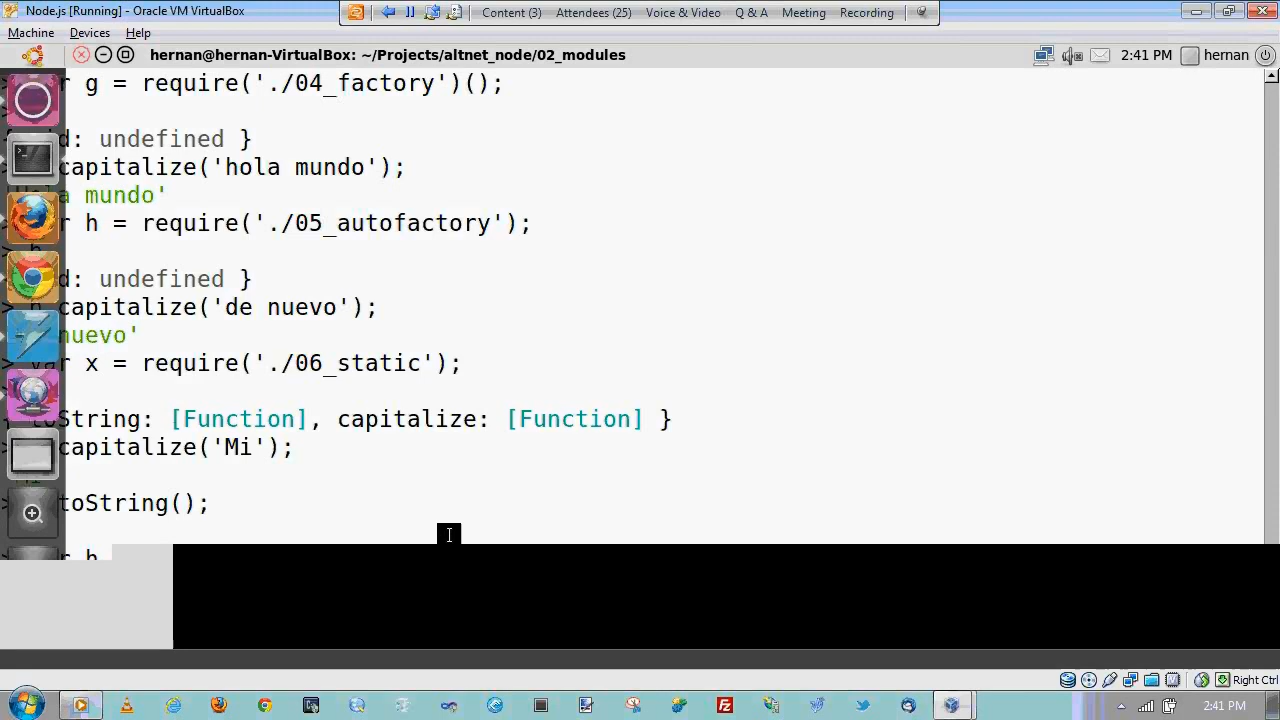 Node.js [Running] - Oracle VM VirtualBox
Content (3) Attendees (25) Voice & Video Q & A Meeting Recording
Machine Devices Help
hernan@hernan-VirtualBox: ~/Projects/altnet_node/02_modules
2:41 PM hernan
r g = require('./04_factory')();
d: undefined }
capitalize('hola mundo');
a mundo'
r h = require('./05_autofactory');
d: undefined }
capitalize('de nuevo');
nuevo'
var x = require('./06_static');
toString: [Function], capitalize: [Function] }
capitalize('Mi');
toString();
r h
Right Ctrl
2:41 PM